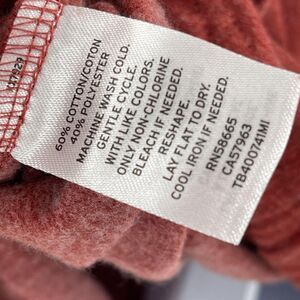 60% COTTON/COTON
40% POLYESTER
MACHINE WASH COLD.
GENTLE CYCLE.
WITH LIKE COLORS.
ONLY NON-CHLORINE
BLEACH IF NEEDED.
RESHAPE.
LAY FLAT TO DRY.
COOL IRON IF NEEDED.
RN58665
CA57963
TB40074IMI